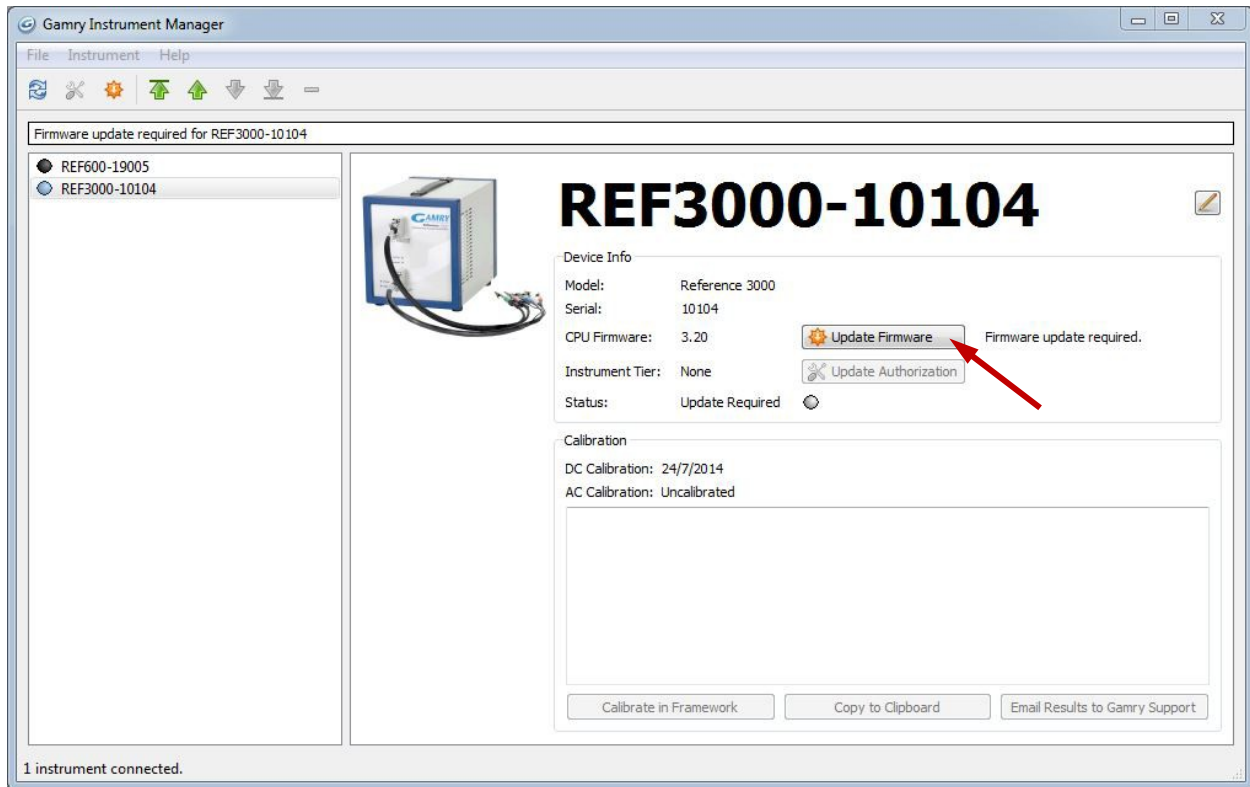 Gamry Instrument Manager
File Instrument Help
Firmware update required for REF3000-10104
REF600-19005
REF3000-10104
GAMRY
REF3000-10104
Device Info
Model: Reference 3000
Serial: 10104
CPU Firmware: 3.20 Update Firmware Firmware update required.
Instrument Tier: None Update Authorization
Status: Update Required
Calibration
DC Calibration: 24/7/2014
AC Calibration: Uncalibrated
Calibrate in Framework Copy to Clipboard Email Results to Gamry Support
1 instrument connected.